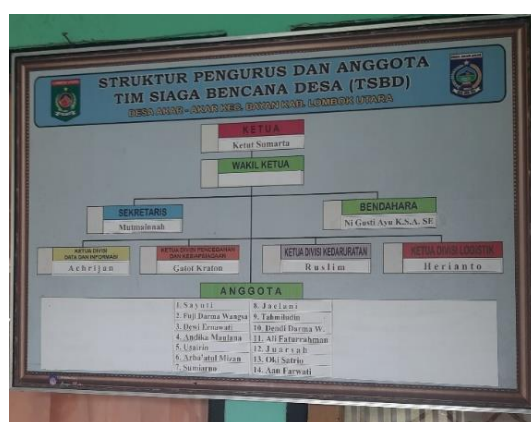 STRUKTUR PENGURUS DAN ANGGOTA
TIM SIAGA BENCANA DESA (TSBD)
DESA AKAR - AKAR KEC. BAYAN KAB. LOMBOK UTARA
KETUA
Ketut Sumarta
WAKIL KETUA
SEKRETARIS
Mutmainnah
BENDAHARA
Ni Gusti Ayu K.S.A. SE
KETUA DIVISI
DATA DAN INFORMASI
Achrijan
KETUA DIVISI PENCEGAHAN
DAN KESIAPSIAGAAN
Gatot Kraton
KETUA DIVISI KEDARURATAN
Ruslim
KETUA DIVISI LOGISTIK
Herianto
ANGGOTA
1. Sayuti
2. Fuji Darma Wangsa
3. Dewi Ernawati
4. Andika Maulana
5.
6. Arba'atul Mizan
7. Sumiarno
8. Jaelani
9. Tahmiludin
10. Dendi Darma W.
11. Ali Fatarrahman
12. Juarsah
13. Oki Satrio
14. Ann Farwati